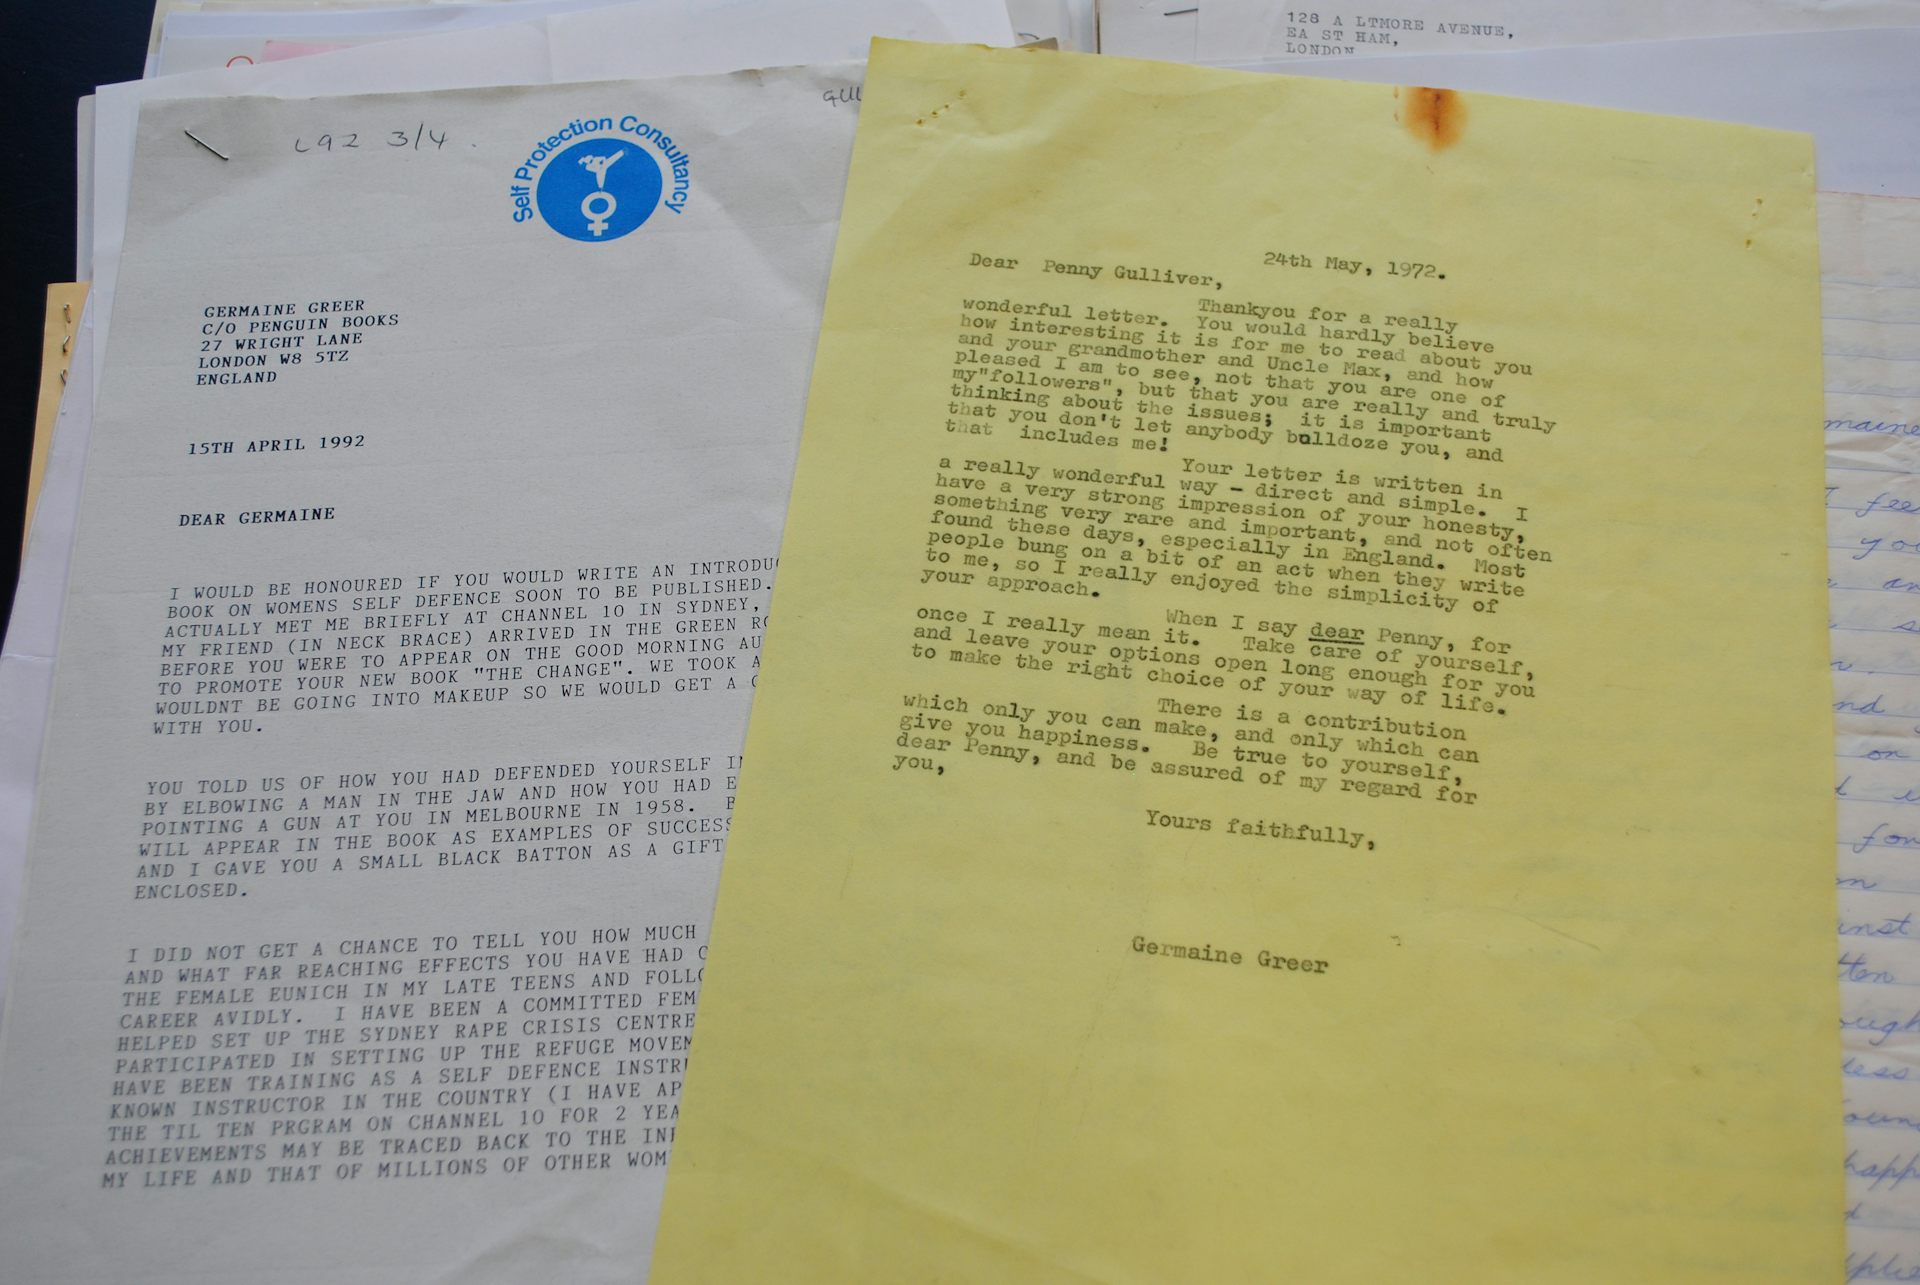 128 A LTMORE AVENUE,
EA ST HAM,
LONDON
L92 3/4.
Self Protection Consultancy
GERMAINE GREER
C/O PENGUIN BOOKS
27 WRIGHT LANE
LONDON W8 5TZ
ENGLAND
15TH APRIL 1992
DEAR GERMAINE
I WOULD BE HONOURED IF YOU WOULD WRITE AN INTRODU
BOOK ON WOMENS SELF DEFENCE SOON TO BE PUBLISHED.
ACTUALLY MET ME BRIEFLY AT CHANNEL 10 IN SYDNEY,
MY FRIEND (IN NECK BRACE) ARRIVED IN THE GREEN RO
BEFORE YOU WERE TO APPEAR ON THE GOOD MORNING AU
TO PROMOTE YOUR NEW BOOK "THE CHANGE". WE TOOK A
WOULDNT BE GOING INTO MAKEUP SO WE WOULD GET A
WITH YOU.
YOU TOLD US OF HOW YOU HAD DEFENDED YOURSELF IN
BY ELBOWING A MAN IN THE JAW AND HOW YOU HAD
POINTING A GUN AT YOU IN MELBOURNE IN 1958.
WILL APPEAR IN THE BOOK AS EXAMPLES OF SUCCESS
AND I GAVE YOU A SMALL BLACK BATTON AS A GIFT
ENCLOSED.
I DID NOT GET A CHANCE TO TELL YOU HOW MUCH
AND WHAT FAR REACHING EFFECTS YOU HAVE HAD
THE FEMALE EUNICH IN MY LATE TEENS AND FOLLO
CAREER AVIDLY. I HAVE BEEN A COMMITTED FEM
HELPED SET UP THE SYDNEY RAPE CRISIS CENTRE
PARTICIPATED IN SETTING UP THE REFUGE MOVEM
HAVE BEEN TRAINING AS A SELF DEFENCE INSTR
KNOWN INSTRUCTOR IN THE COUNTRY (I HAVE AP
THE TIL TEN PRGRAM ON CHANNEL 10 FOR 2 YEA
ACHIEVEMENTS MAY BE TRACED BACK TO THE INF
MY LIFE AND THAT OF MILLIONS OF OTHER WOM
24th May, 1972.
Dear Penny Gulliver,
Thankyou for a really
wonderful letter. You would hardly believe
how interesting it is for me to read about you
and your grandmother and Uncle Max, and how
pleased I am to see, not that you are one of
my"followers", but that you are really and truly
thinking about the issues; it is important
that you don't let anybody bulldoze you, and
that includes me!
Your letter is written in
a really wonderful way - direct and simple. I
have a very strong impression of your honesty,
something very rare and important, and not often
found these days, especially in England. Most
people bung on a bit of an act when they write
to me, so I really enjoyed the simplicity of
your approach.
When I say dear Penny, for
once I really mean it. Take care of yourself,
and leave your options open long enough for you
to make the right choice of your way of life.
There is a contribution
which only you can make, and only which can
give you happiness. Be true to yourself,
dear Penny, and be assured of my regard for
you,
Yours faithfully,
Germaine Greer
maine
I fee
you
an
nd
on
for
inst
tten
ough
less
happ